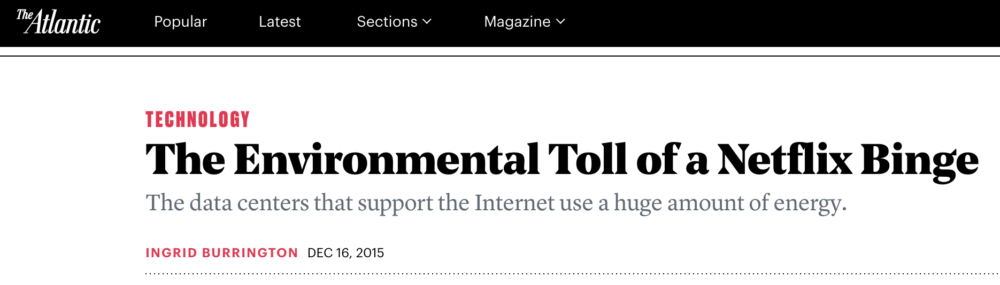 The Atlantic Popular Latest Sections Magazine
TECHNOLOGY
The Environmental Toll of a Netflix Binge
The data centers that support the Internet use a huge amount of energy.
INGRID BURRINGTON DEC 16, 2015